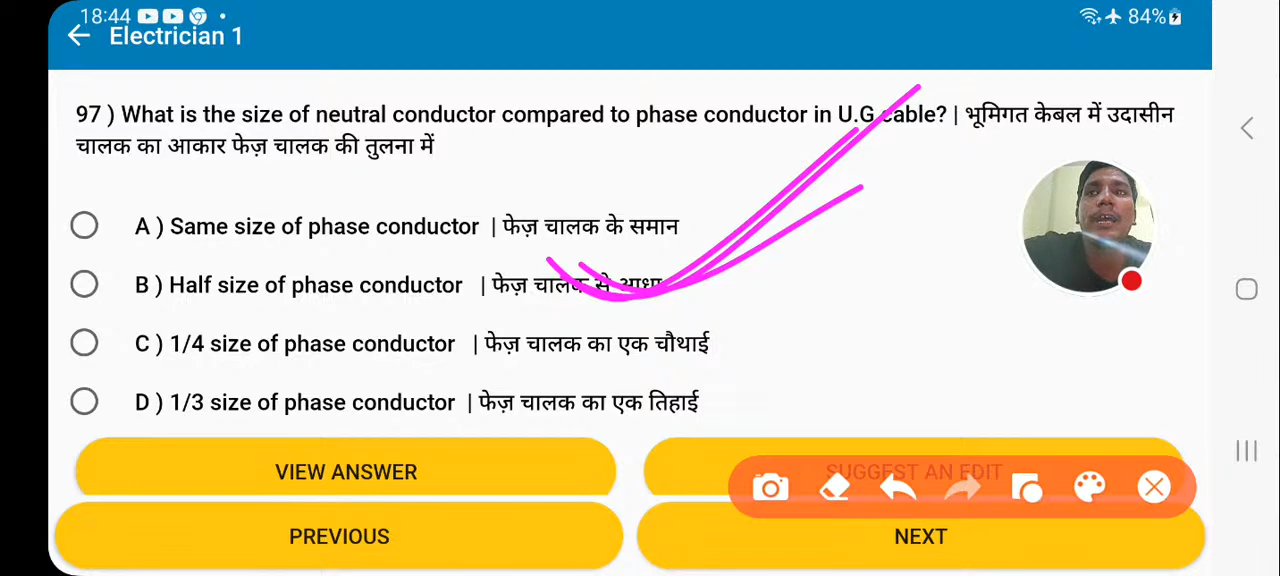 18:44
84%
Electrician 1
97 ) What is the size of neutral conductor compared to phase conductor in U.G cable? | भूमिगत केबल में उदासीन
चालक का आकार फेज़ चालक की तुलना में
A ) Same size of phase conductor | फेज़ चालक के समान
B ) Half size of phase conductor | फेज़ चालक से आधा
C ) 1/4 size of phase conductor | फेज़ चालक का एक चौथाई
D ) 1/3 size of phase conductor | फेज़ चालक का एक तिहाई
VIEW ANSWER
SUGGEST AN EDIT
PREVIOUS
NEXT